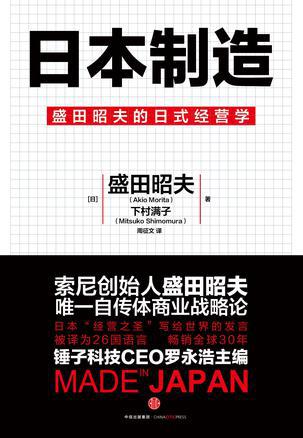 日本制造
盛田昭夫的日式经营学
[日] 盛田昭夫 著
(Akio Morita)
下村满子
(Mitsuko Shimomura)
周征文 译
索尼创始人盛田昭夫
唯一自传体商业战略论
日本“经营之圣”写给世界的发言
被译为26国语言 畅销全球30年
锤子科技CEO罗永浩主编
MADE IN JAPAN
中信出版集团·CHINACITICPRESS